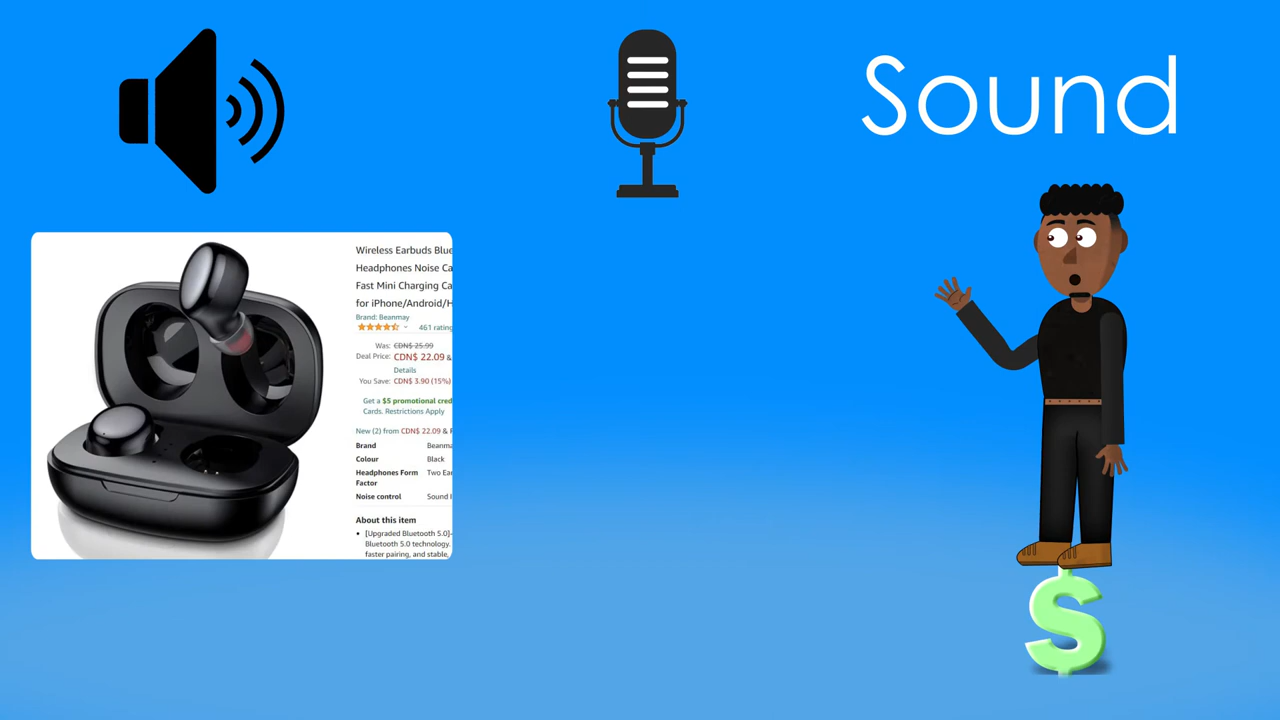 Sound
Wireless Earbuds Blue
Headphones Noise Ca
Fast Mini Charging Ca
for iPhone/Android/H
Brand: Beanmay
461 rating
Was: CDN$ 25.99
Deal Price: CDN$ 22.09 &
Details
You Save: CDN$ 3.90 (15%)
Get a $5 promotional cred
Cards. Restrictions Apply
New (2) from CDN$ 22.09 & F
Brand Beanma
Colour Black
Headphones Form Two Ear
Factor
Noise control Sound I
About this item
• [Upgraded Bluetooth 5.0]-
Bluetooth 5.0 technology.
faster pairing, and stable,
$